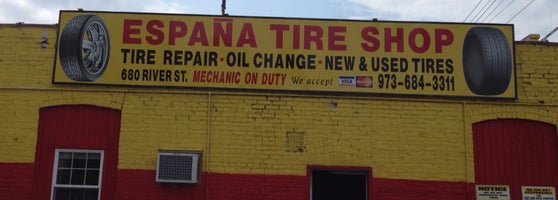 ESPAÑA TIRE SHOP
TIRE REPAIR • OIL CHANGE • NEW & USED TIRES
680 RIVER ST. MECHANIC ON DUTY We accept VISA 973-684-3311
NOTICE